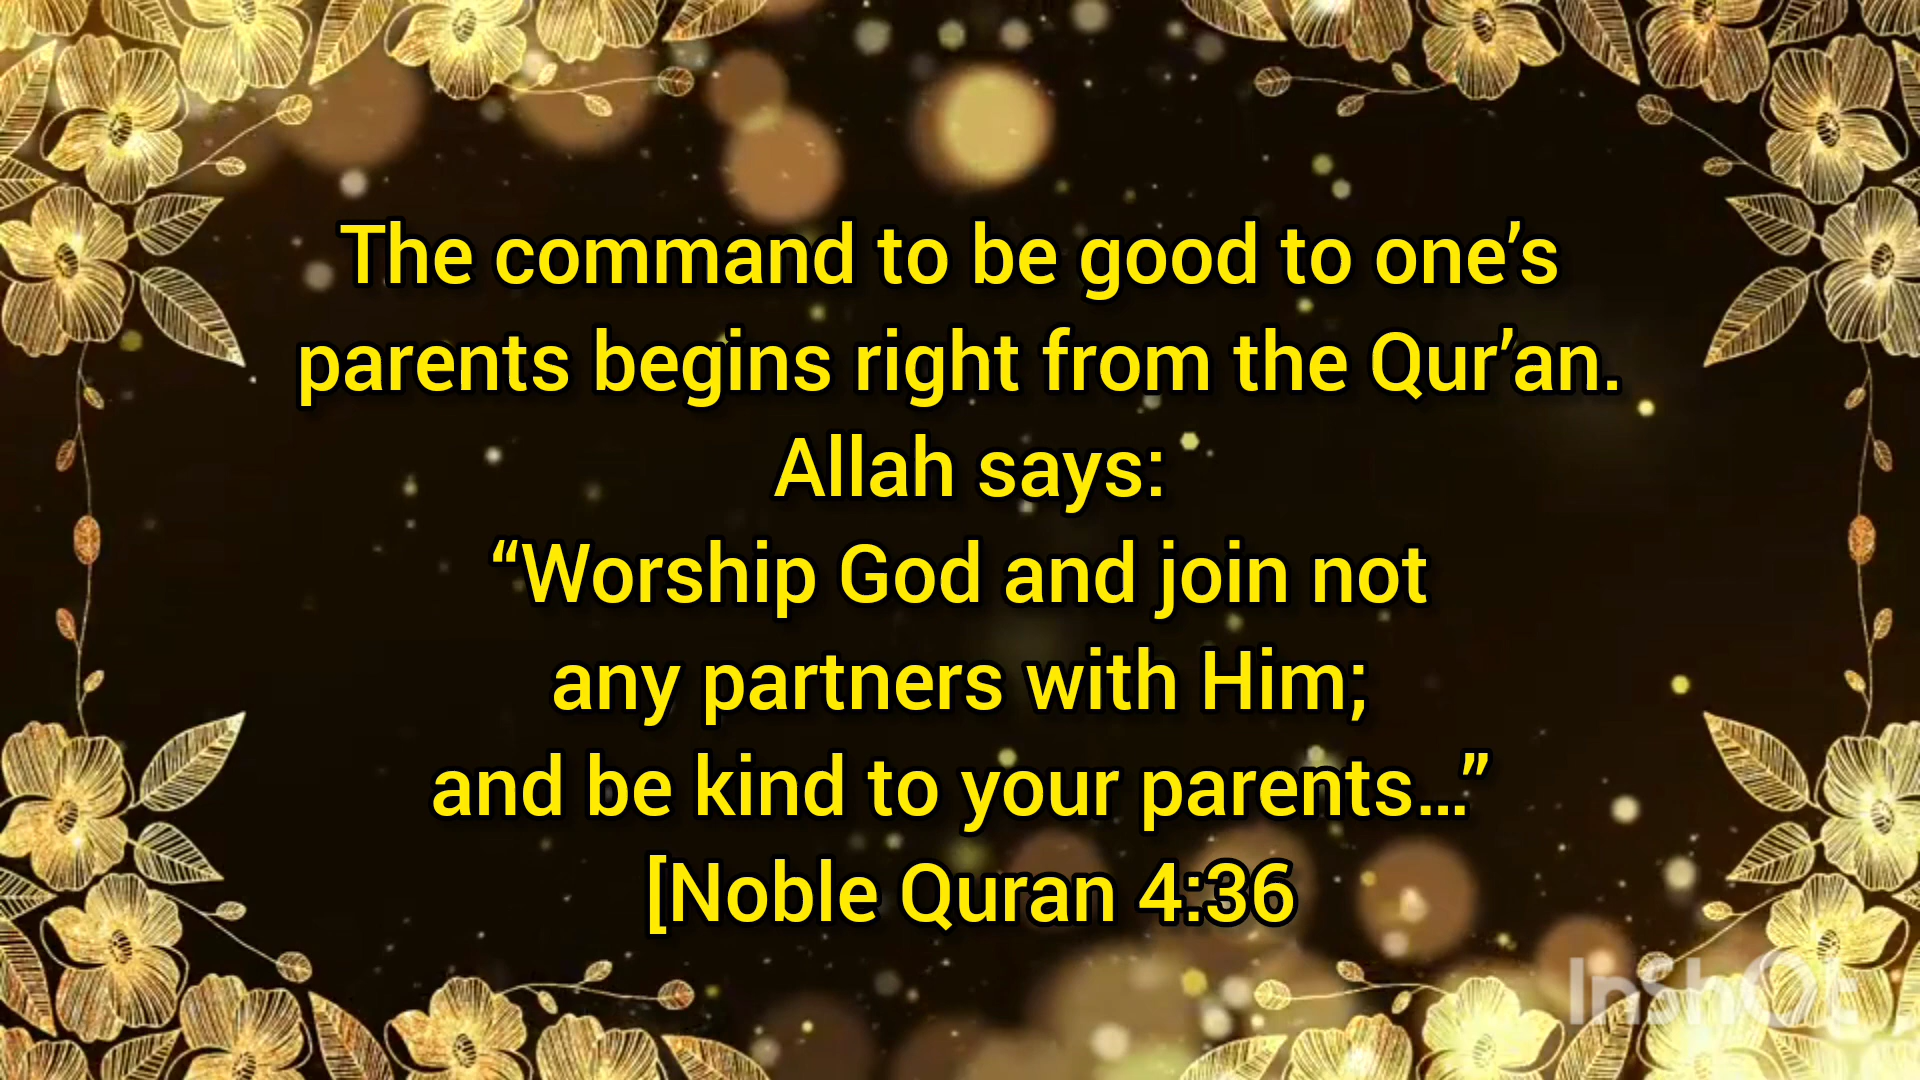 The command to be good to one’s
parents begins right from the Qur’an.
Allah says:
“Worship God and join not
any partners with Him;
and be kind to your parents…”
[Noble Quran 4:36
InShOt